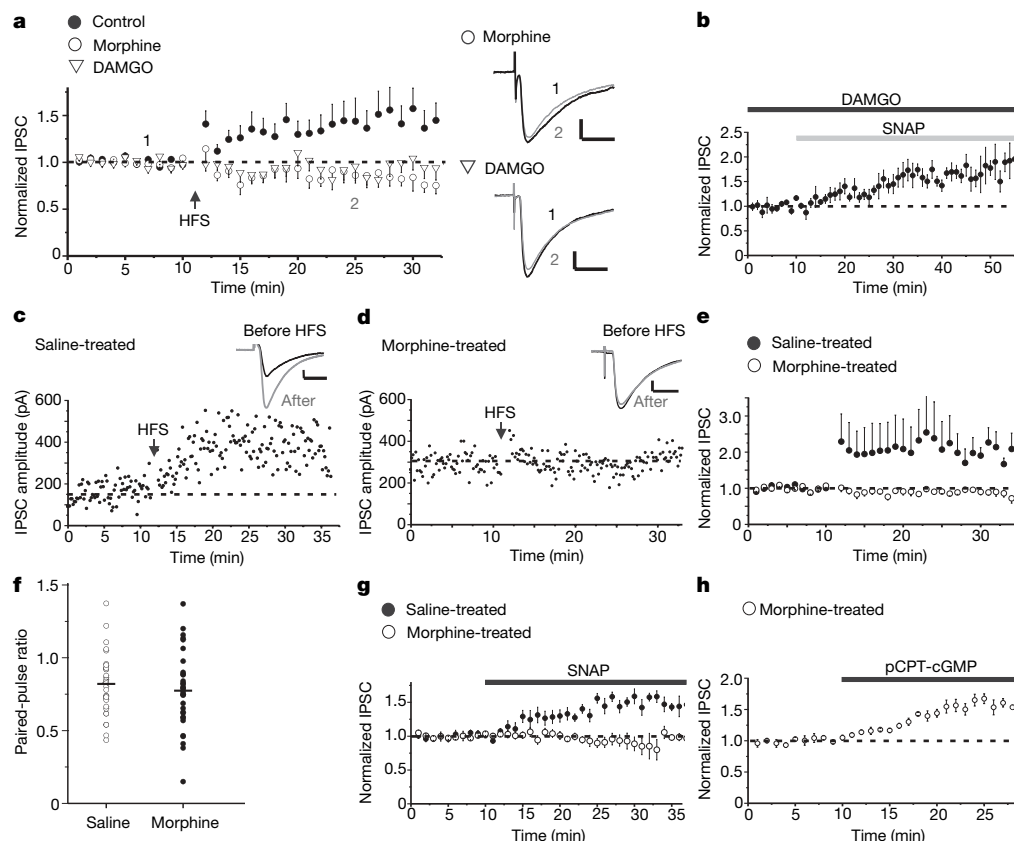 a
Control
Morphine
DAMGO
Normalized IPSC
1.5
1.0
0.5
0
1
2
HFS
0 5 10 15 20 25 30
Time (min)
Morphine
1
2
DAMGO
1
2
b
DAMGO
SNAP
Normalized IPSC
2.5
2.0
1.5
1.0
0.5
0
0 10 20 30 40 50
Time (min)
c
Saline-treated
Before HFS
After
HFS
IPSC amplitude (pA)
600
400
200
0
0 5 10 15 20 25 30 35
Time (min)
d
Morphine-treated
Before HFS
After
HFS
IPSC amplitude (pA)
600
400
200
0
0 10 20 30
Time (min)
e
Saline-treated
Morphine-treated
Normalized IPSC
3.0
2.0
1.0
0
0 10 20 30
Time (min)
f
Paired-pulse ratio
1.5
1.0
0.5
0
Saline Morphine
g
Saline-treated
Morphine-treated
SNAP
Normalized IPSC
1.5
1.0
0.5
0
0 5 10 15 20 25 30 35
Time (min)
h
Morphine-treated
pCPT-cGMP
Normalized IPSC
2.0
1.5
1.0
0.5
0
0 5 10 15 20 25
Time (min)